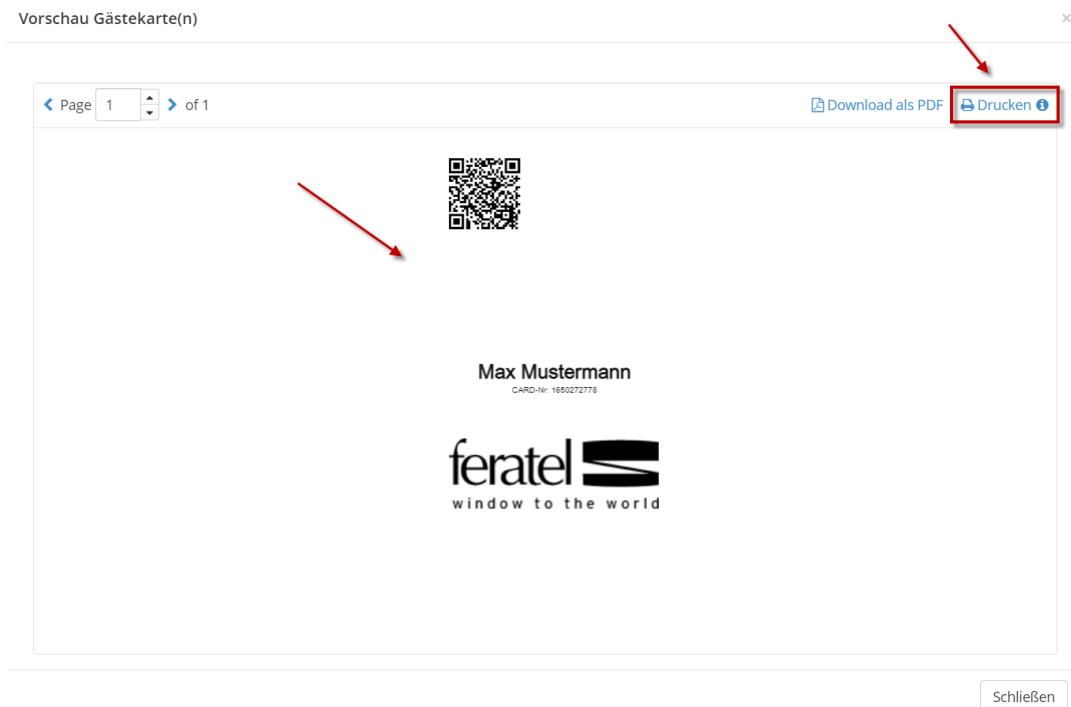 Vorschau Gästekarte(n)
×
Page 1 of 1
Download als PDF Drucken
Max Mustermann
CARD-Nr: 1650272778
feratel
window to the world
Schließen